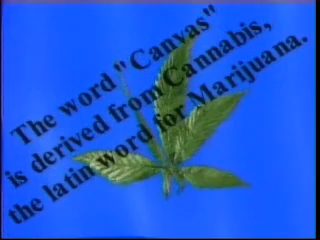 The word "Canvas"
is derived from Cannabis,
the latin word for Marijuana.